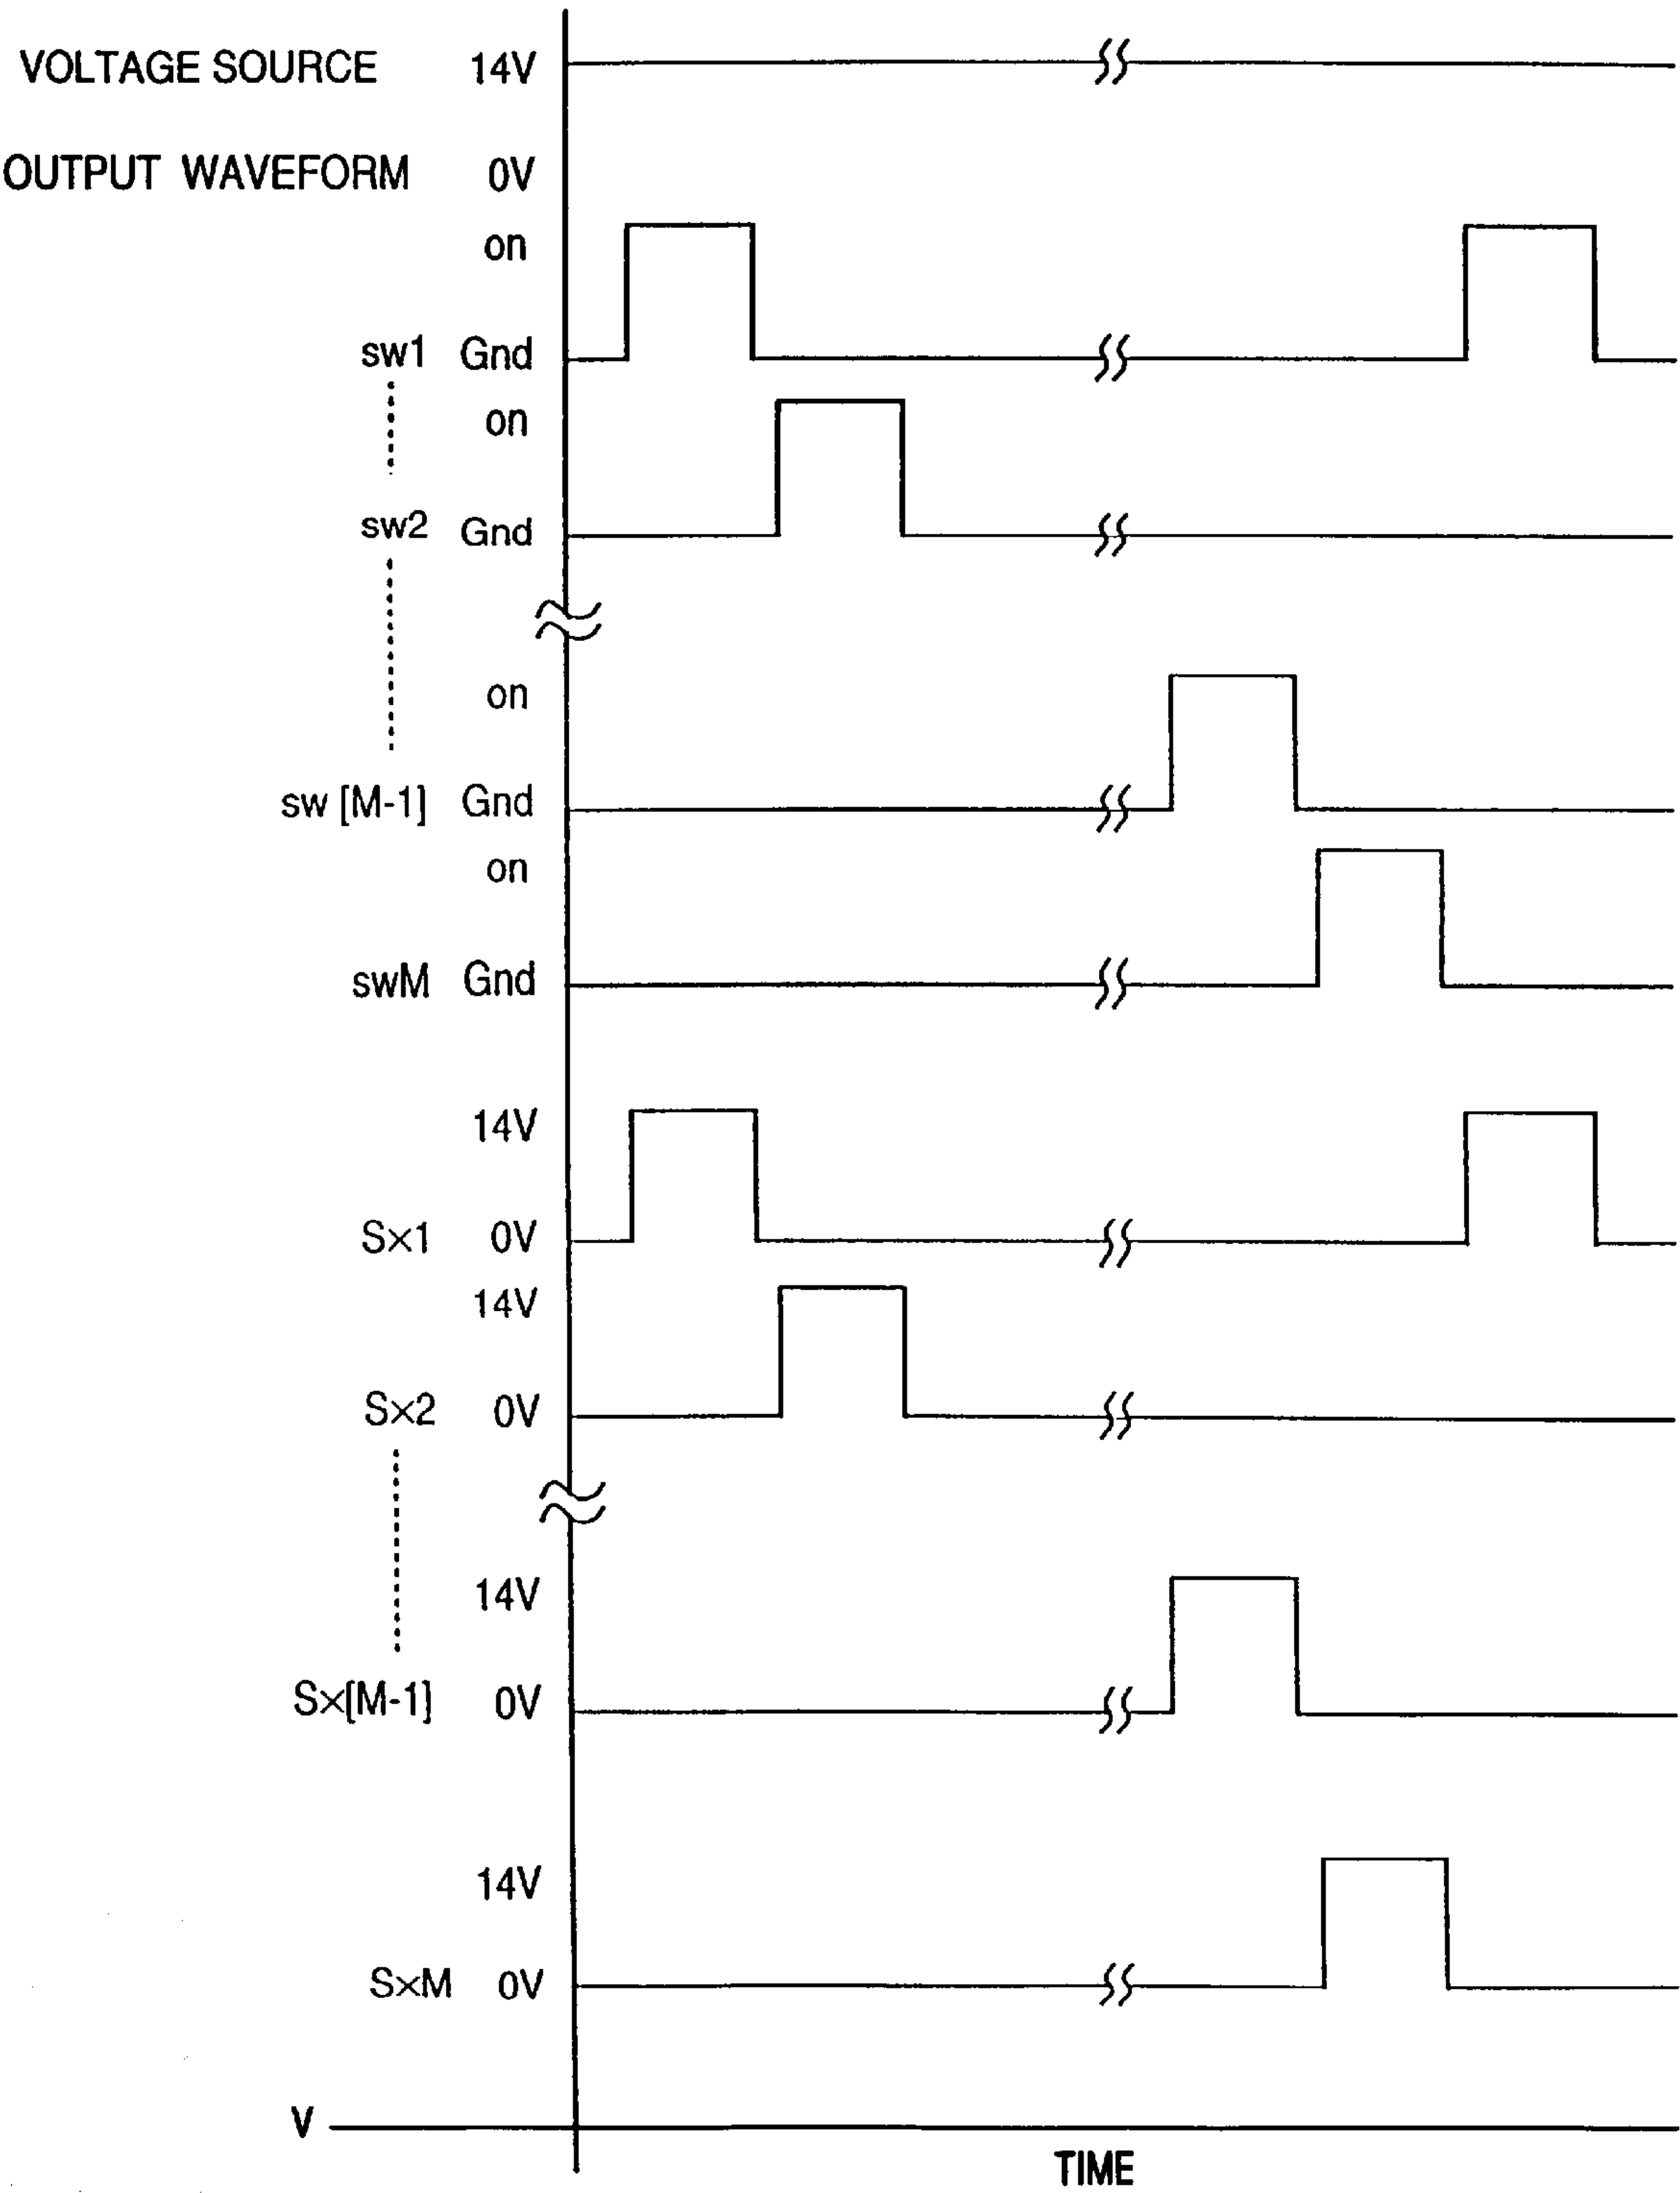 VOLTAGE SOURCE 14V
OUTPUT WAVEFORM 0V
on
sw1 Gnd
on
sw2 Gnd
on
sw [M-1] Gnd
on
swM Gnd
14V
S×1 0V
14V
S×2 0V
14V
S×[M-1] 0V
14V
S×M 0V
V
TIME